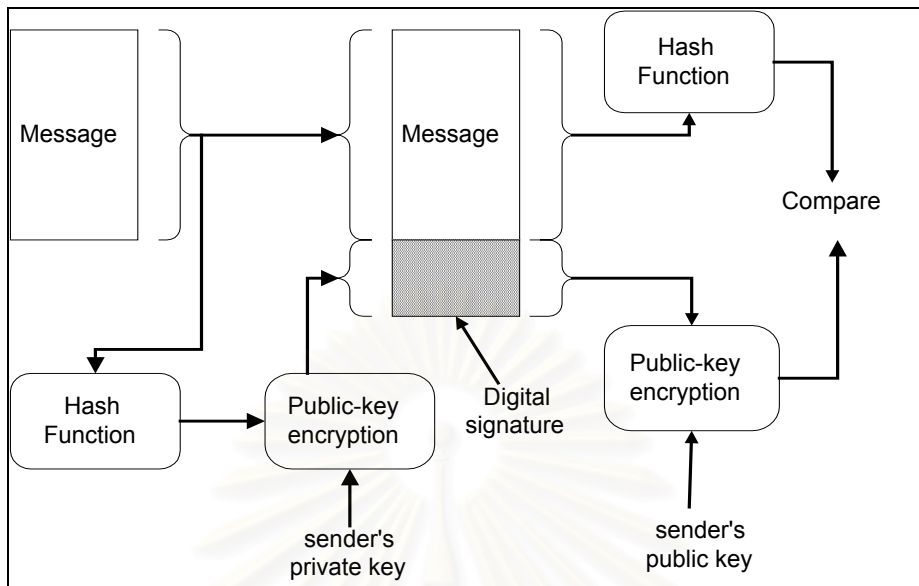 Message
Message
Hash
Function
Compare
Hash
Function
Public-key
encryption
Digital
signature
Public-key
encryption
sender's
private key
sender's
public key